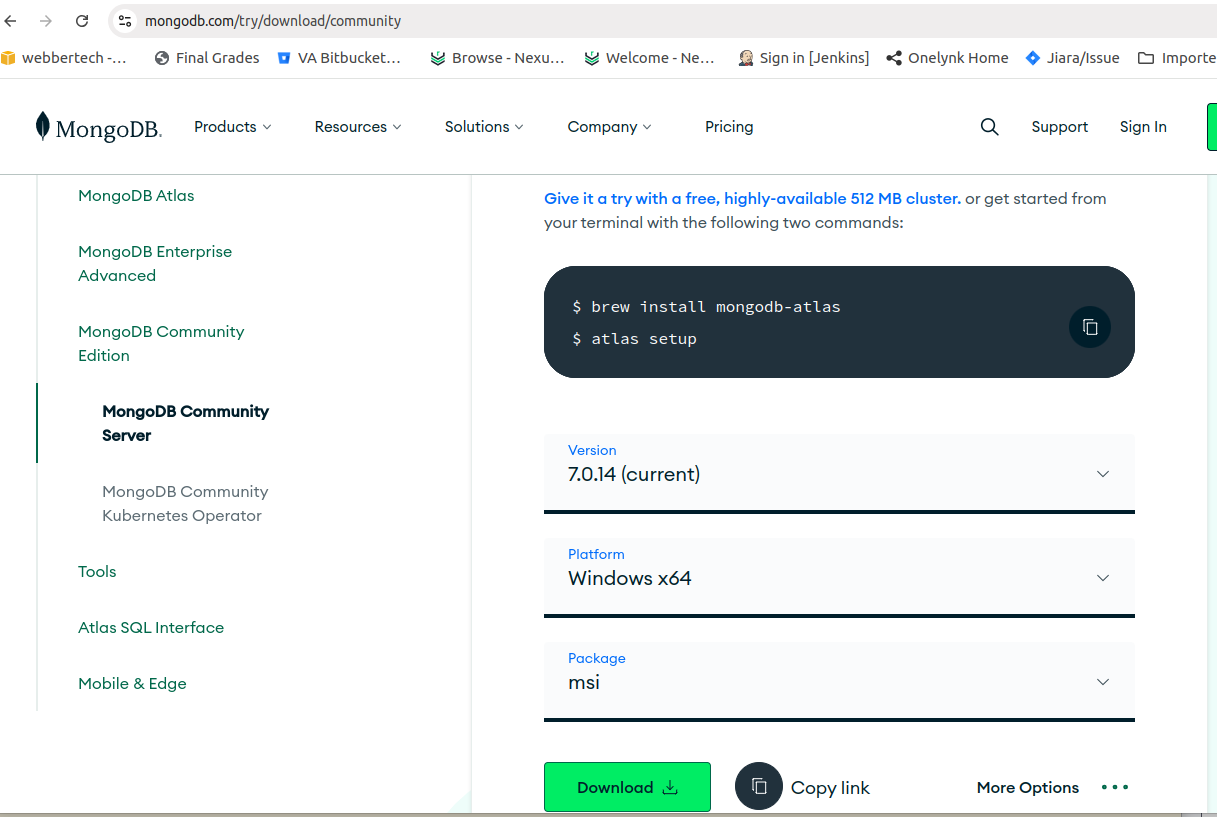 mongodb.com/try/download/community
webbertech -...
Final Grades
VA Bitbucket...
Browse - Nexu...
Welcome - Ne...
Sign in [Jenkins]
Onelynk Home
Jiara/Issue
Importe
MongoDB.
Products
Resources
Solutions
Company
Pricing
Support
Sign In
MongoDB Atlas
MongoDB Enterprise
Advanced
MongoDB Community
Edition
MongoDB Community
Server
MongoDB Community
Kubernetes Operator
Tools
Atlas SQL Interface
Mobile & Edge
Give it a try with a free, highly-available 512 MB cluster. or get started from
your terminal with the following two commands:
$ brew install mongodb-atlas
$ atlas setup
Version
7.0.14 (current)
Platform
Windows x64
Package
msi
Download
Copy link
More Options